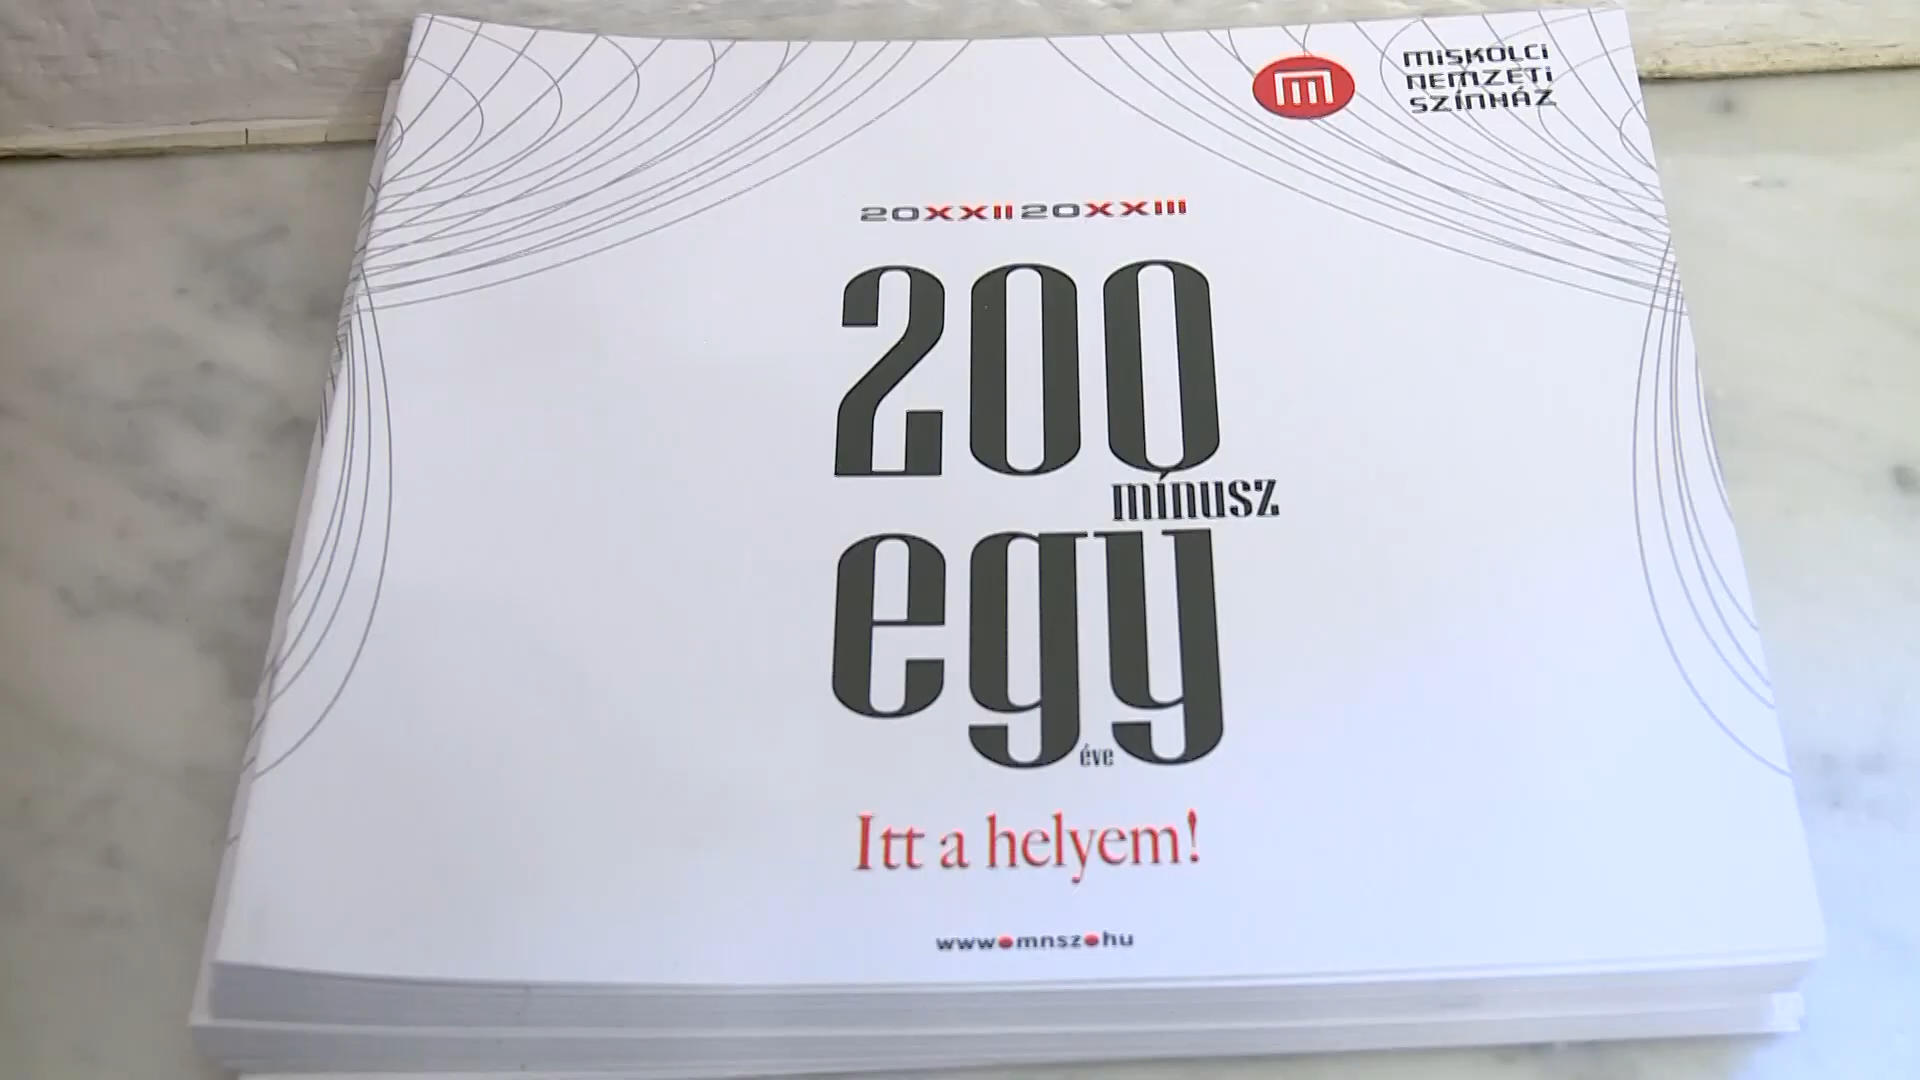 MISKOLCI
NEMZETI
SZÍNHÁZ
20XXII20XXIII
200
mínusz
egy
éve
Itt a helyem!
www.mnsz.hu